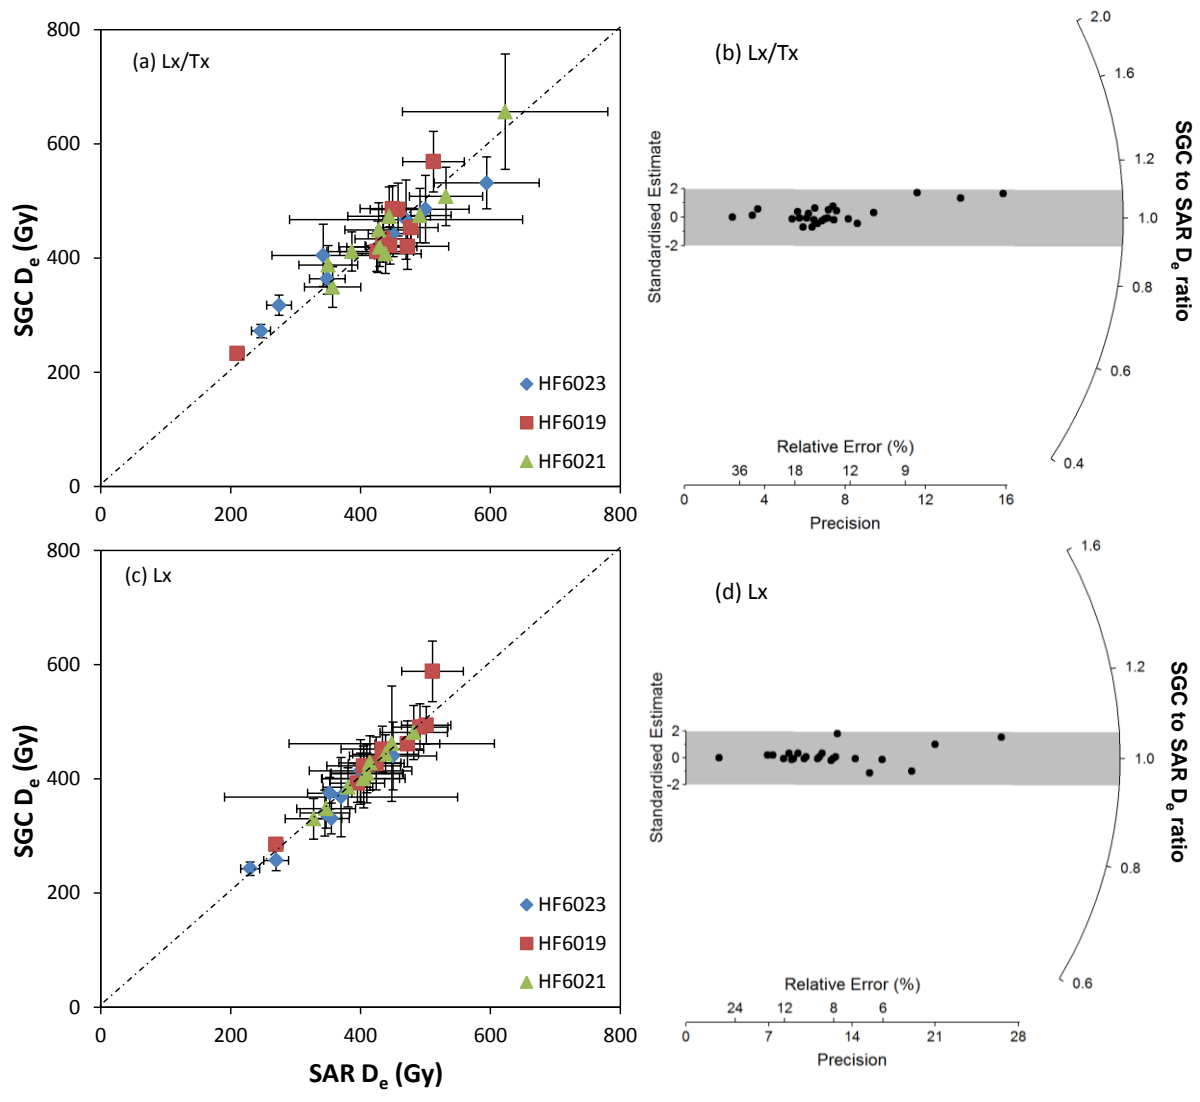 (a) Lx/Tx
SGC De (Gy)
800
600
400
200
0
0
200
400
600
800
HF6023
HF6019
HF6021
(b) Lx/Tx
Standardised Estimate
2
0
-2
2.0
1.6
1.2
1.0
0.8
0.6
0.4
SGC to SAR De ratio
Relative Error (%)
36
18
12
9
0
4
8
12
16
Precision
(c) Lx
SGC De (Gy)
800
600
400
200
0
0
200
400
600
800
SAR De (Gy)
HF6023
HF6019
HF6021
(d) Lx
Standardised Estimate
2
0
-2
1.6
1.2
1.0
0.8
0.6
SGC to SAR De ratio
Relative Error (%)
24
12
8
6
0
7
14
21
28
Precision